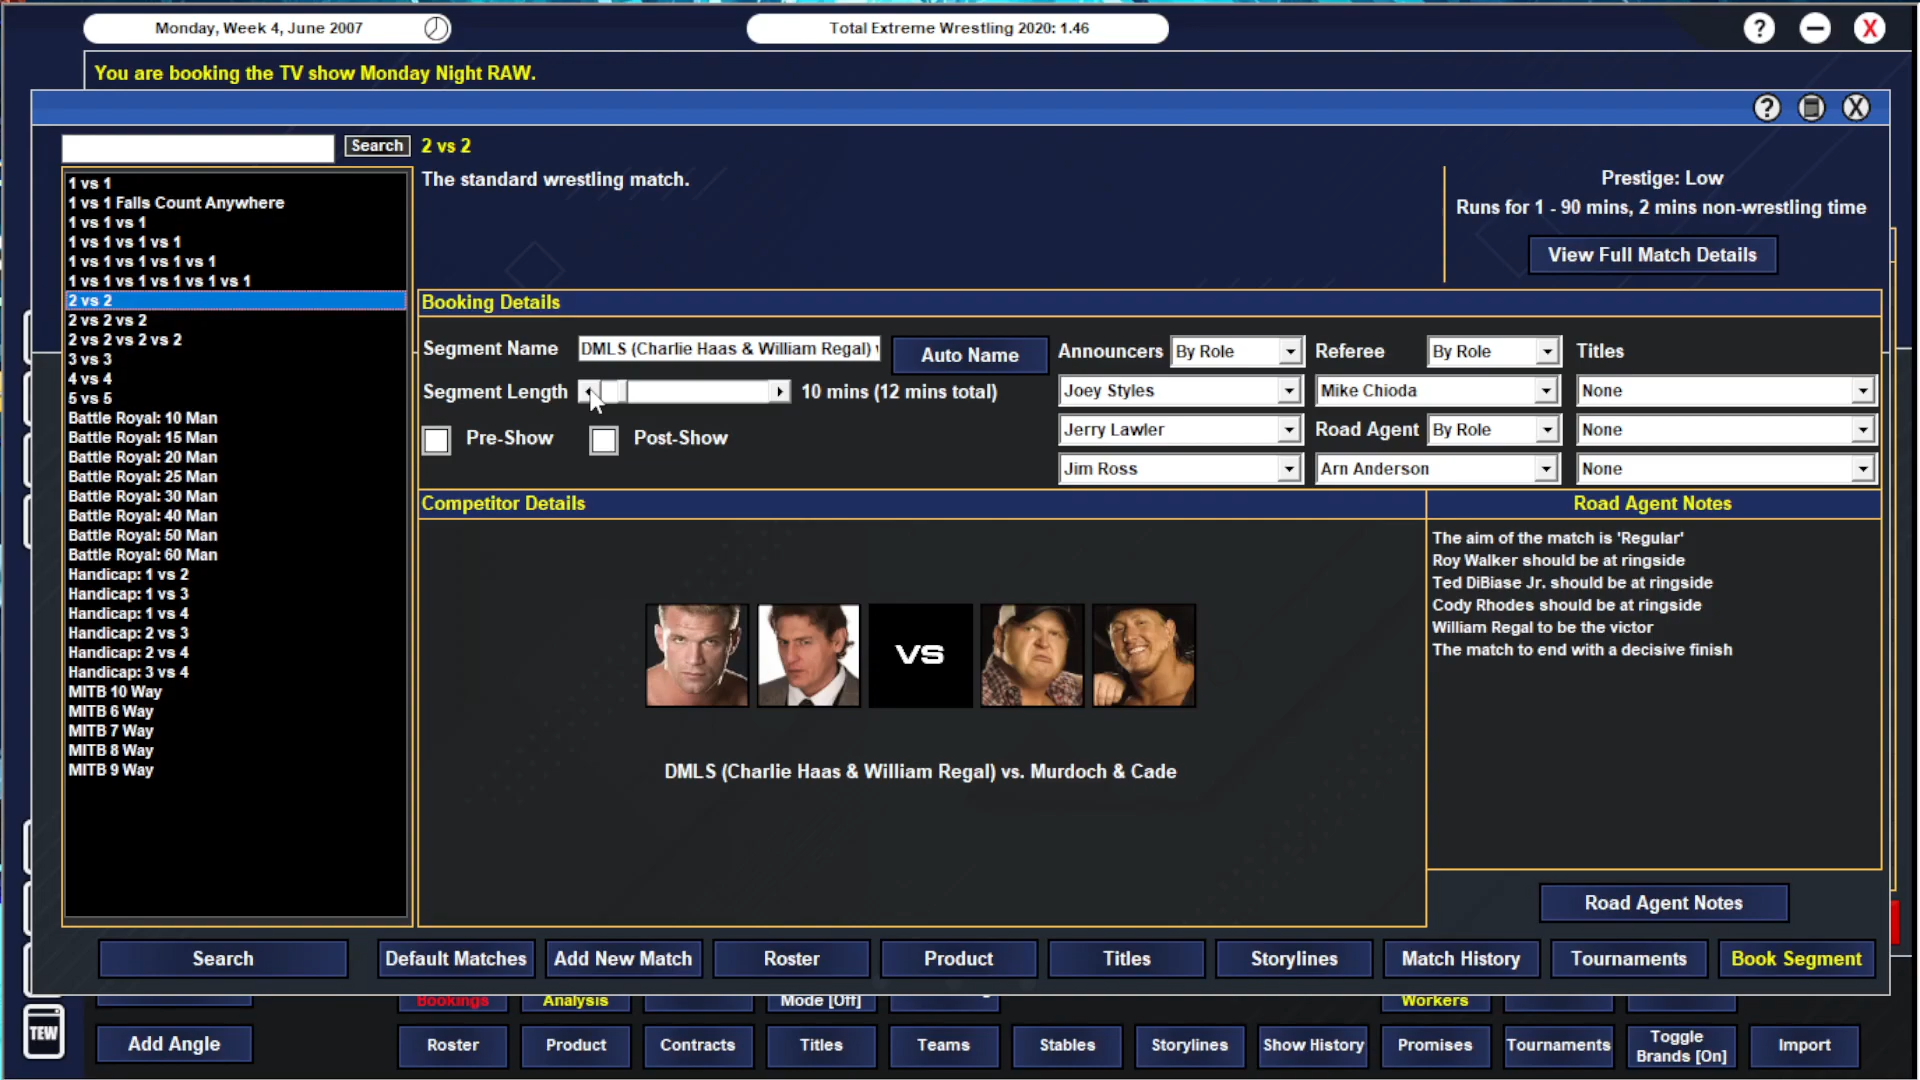 Monday, Week 4, June 2007
Total Extreme Wrestling 2020: 1.46
?
X
You are booking the TV show Monday Night RAW.
?
X
Search
2 vs 2
The standard wrestling match.
Prestige: Low
Runs for 1 - 90 mins, 2 mins non-wrestling time
View Full Match Details
1 vs 1
1 vs 1 Falls Count Anywhere
1 vs 1 vs 1
1 vs 1 vs 1 vs 1
1 vs 1 vs 1 vs 1 vs 1
1 vs 1 vs 1 vs 1 vs 1 vs 1
2 vs 2
2 vs 2 vs 2
2 vs 2 vs 2 vs 2
3 vs 3
4 vs 4
5 vs 5
Battle Royal: 10 Man
Battle Royal: 15 Man
Battle Royal: 20 Man
Battle Royal: 25 Man
Battle Royal: 30 Man
Battle Royal: 40 Man
Battle Royal: 50 Man
Battle Royal: 60 Man
Handicap: 1 vs 2
Handicap: 1 vs 3
Handicap: 1 vs 4
Handicap: 2 vs 3
Handicap: 2 vs 4
Handicap: 3 vs 4
MITB 10 Way
MITB 6 Way
MITB 7 Way
MITB 8 Way
MITB 9 Way
Booking Details
Segment Name
DMLS (Charlie Haas & William Regal)
Auto Name
Segment Length
10 mins (12 mins total)
Pre-Show
Post-Show
Announcers
By Role
Joey Styles
Jerry Lawler
Jim Ross
Referee
By Role
Mike Chioda
Road Agent
By Role
Arn Anderson
Titles
None
None
None
Competitor Details
VS
DMLS (Charlie Haas & William Regal) vs. Murdoch & Cade
Road Agent Notes
The aim of the match is 'Regular'
Roy Walker should be at ringside
Ted DiBiase Jr. should be at ringside
Cody Rhodes should be at ringside
William Regal to be the victor
The match to end with a decisive finish
Road Agent Notes
Search
Default Matches
Add New Match
Roster
Product
Titles
Storylines
Match History
Tournaments
Book Segment
Bookings
Analysis
Mode [Off]
Workers
TEW
Add Angle
Roster
Product
Contracts
Titles
Teams
Stables
Storylines
Show History
Promises
Tournaments
Toggle
Brands [On]
Import